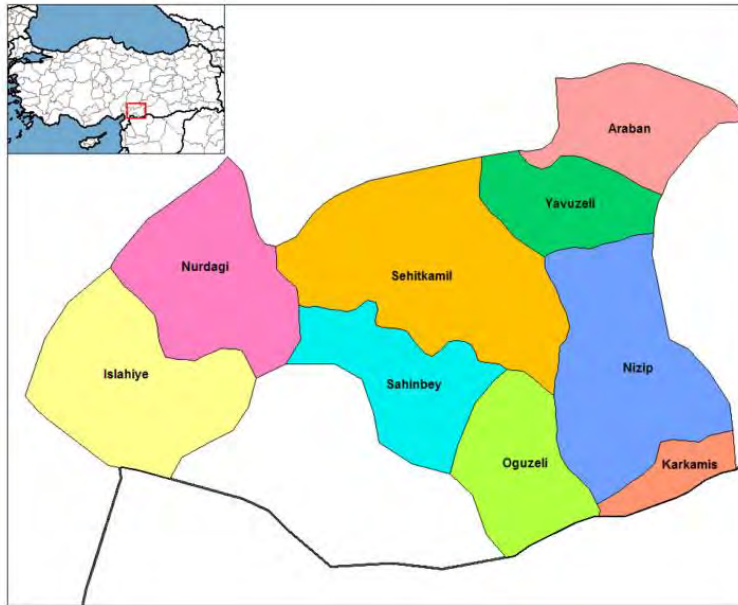 Araban
Yavuzeli
Nurdagi
Sehitkamil
Islahiye
Sahinbey
Nizip
Oguzeli
Karkamis